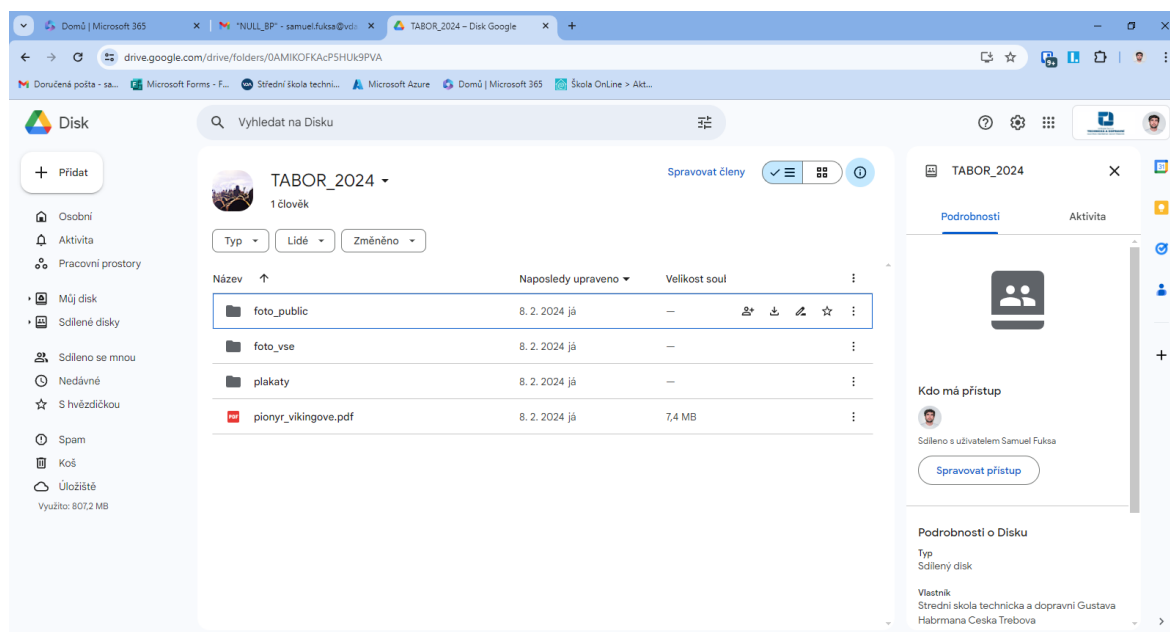 Domů | Microsoft 365
"NULL_BP" - samuel.fuksa@vda
TABOR_2024 – Disk Google
drive.google.com/drive/folders/0AMIKOFKAcP5HUk9PVA
9+
Doručená pošta - sa...
Microsoft Forms - F...
Střední škola techni...
Microsoft Azure
Domů | Microsoft 365
Škola OnLine > Akt...
Disk
Vyhledat na Disku
Přidat
Osobní
Aktivita
Pracovní prostory
Můj disk
Sdílené disky
Sdíleno se mnou
Nedávné
S hvězdičkou
Spam
Koš
Úložiště
Využito: 807,2 MB
TABOR_2024
1 člověk
Spravovat členy
Typ
Lidé
Změněno
Název
Naposledy upraveno
Velikost soul
foto_public
8. 2. 2024 já
—
foto_vse
8. 2. 2024 já
—
plakaty
8. 2. 2024 já
—
PDF
pionyr_vikingove.pdf
8. 2. 2024 já
7,4 MB
TABOR_2024
Podrobnosti
Aktivita
Kdo má přístup
Sdíleno s uživatelem Samuel Fuksa
Spravovat přístup
Podrobnosti o Disku
Typ
Sdílený disk
Vlastník
Stredni skola technicka a dopravni Gustava
Habrmana Ceska Trebova
31